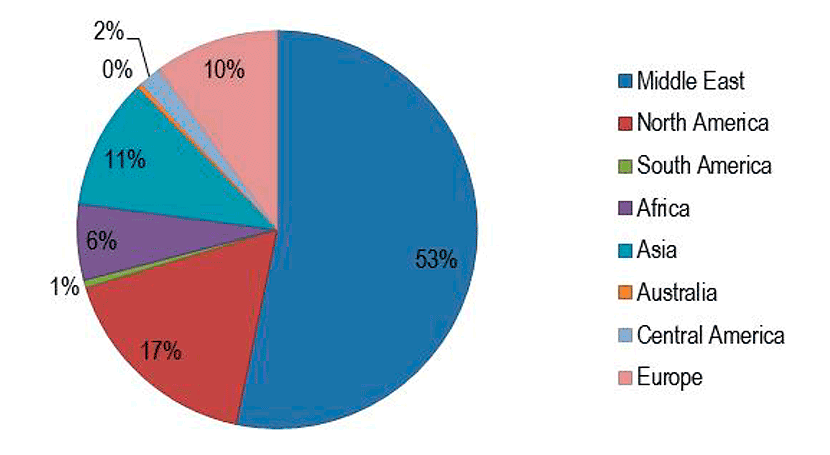 2%
0%
10%
11%
6%
1%
17%
53%
Middle East
North America
South America
Africa
Asia
Australia
Central America
Europe